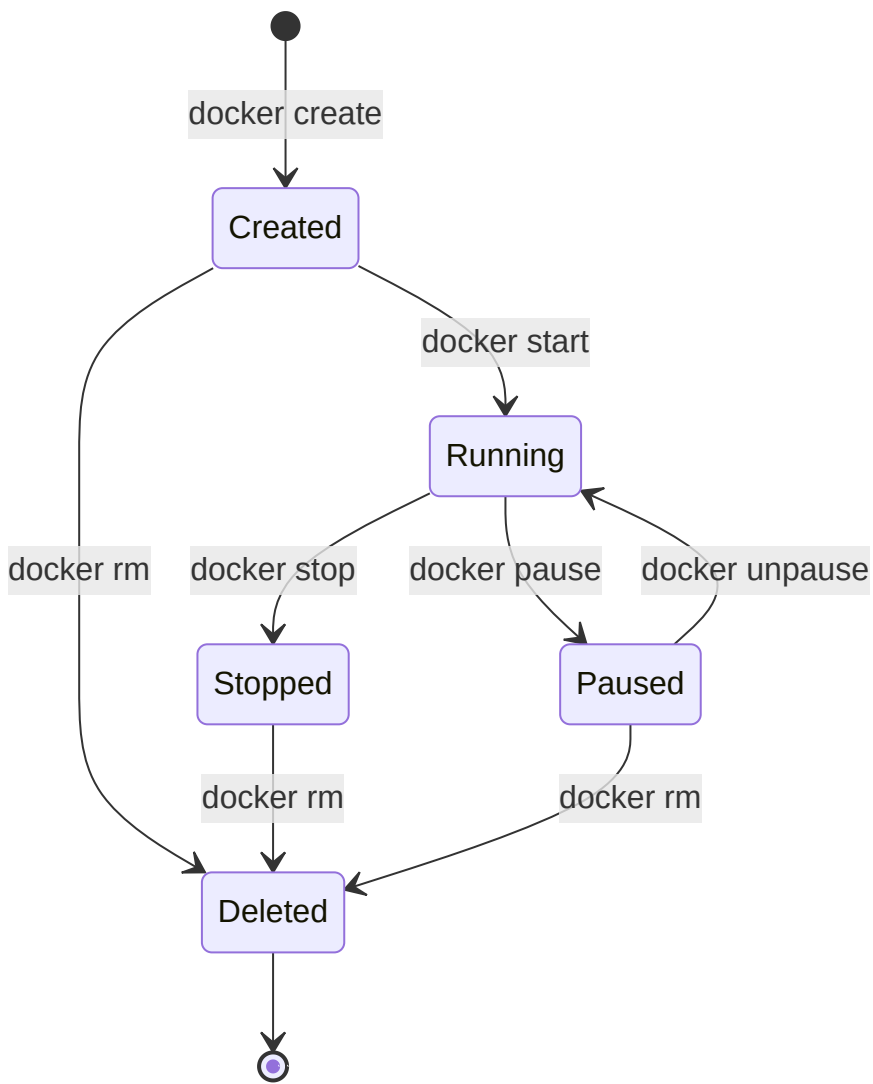 docker create
Created
docker start
Running
docker rm
docker stop
docker pause
docker unpause
Stopped
Paused
docker rm
docker rm
Deleted